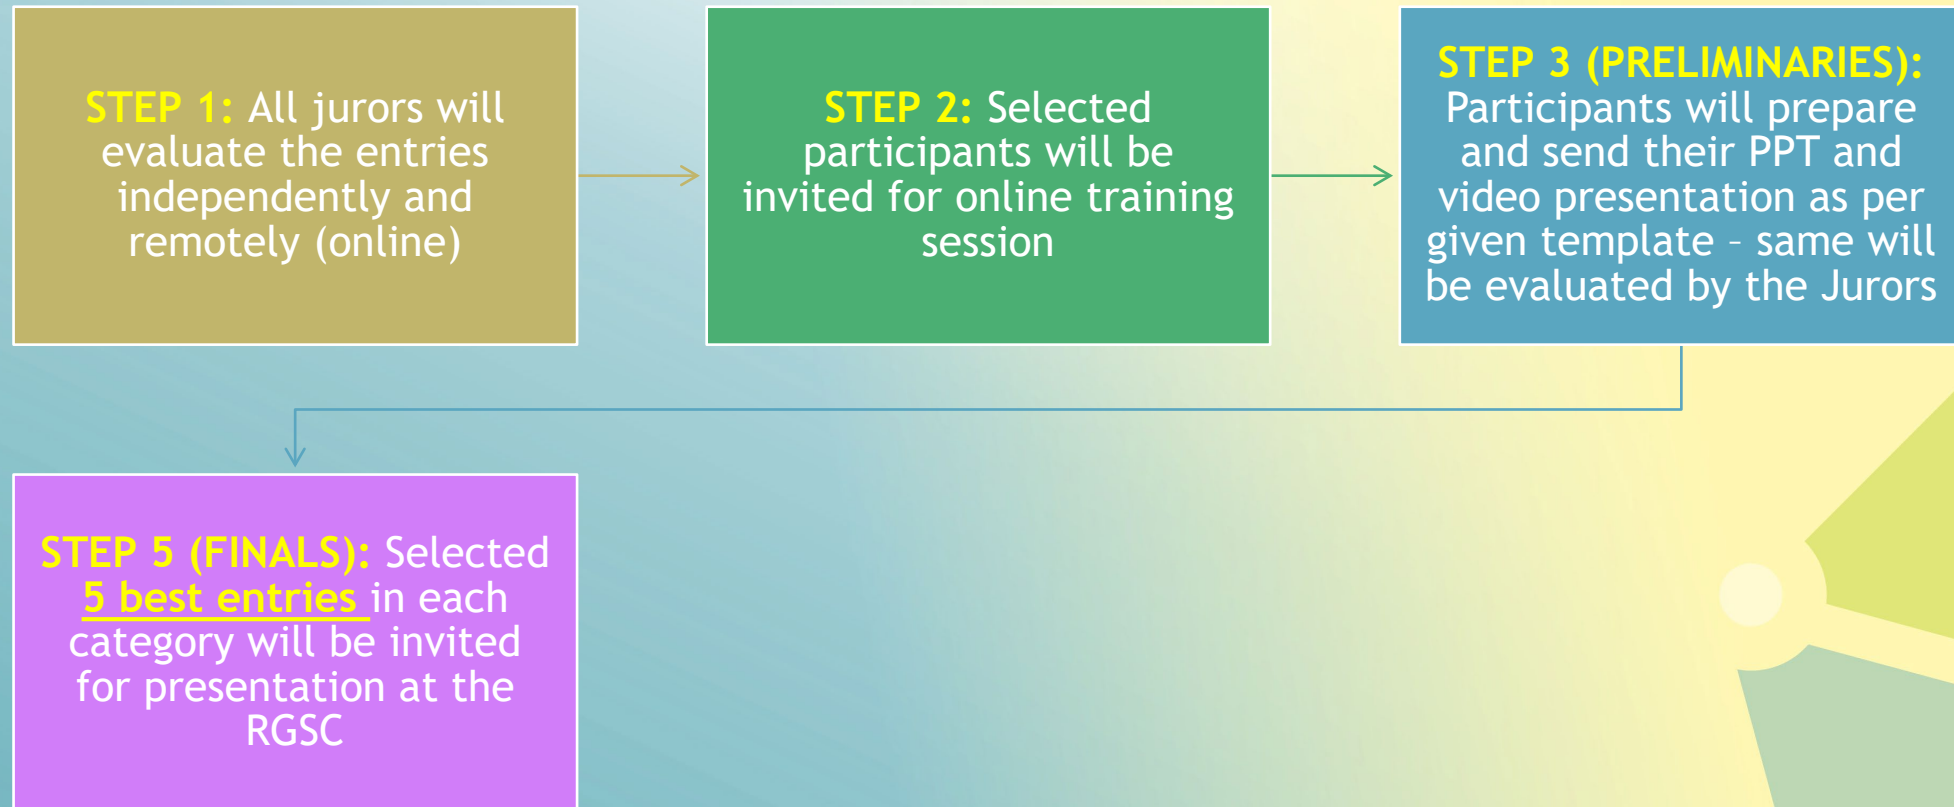 STEP 1: All jurors will
evaluate the entries
independently and
remotely (online)
STEP 2: Selected
participants will be
invited for online training
session
STEP 3 (PRELIMINARIES):
Participants will prepare
and send their PPT and
video presentation as per
given template – same will
be evaluated by the Jurors
STEP 5 (FINALS): Selected
5 best entries in each
category will be invited
for presentation at the
RGSC